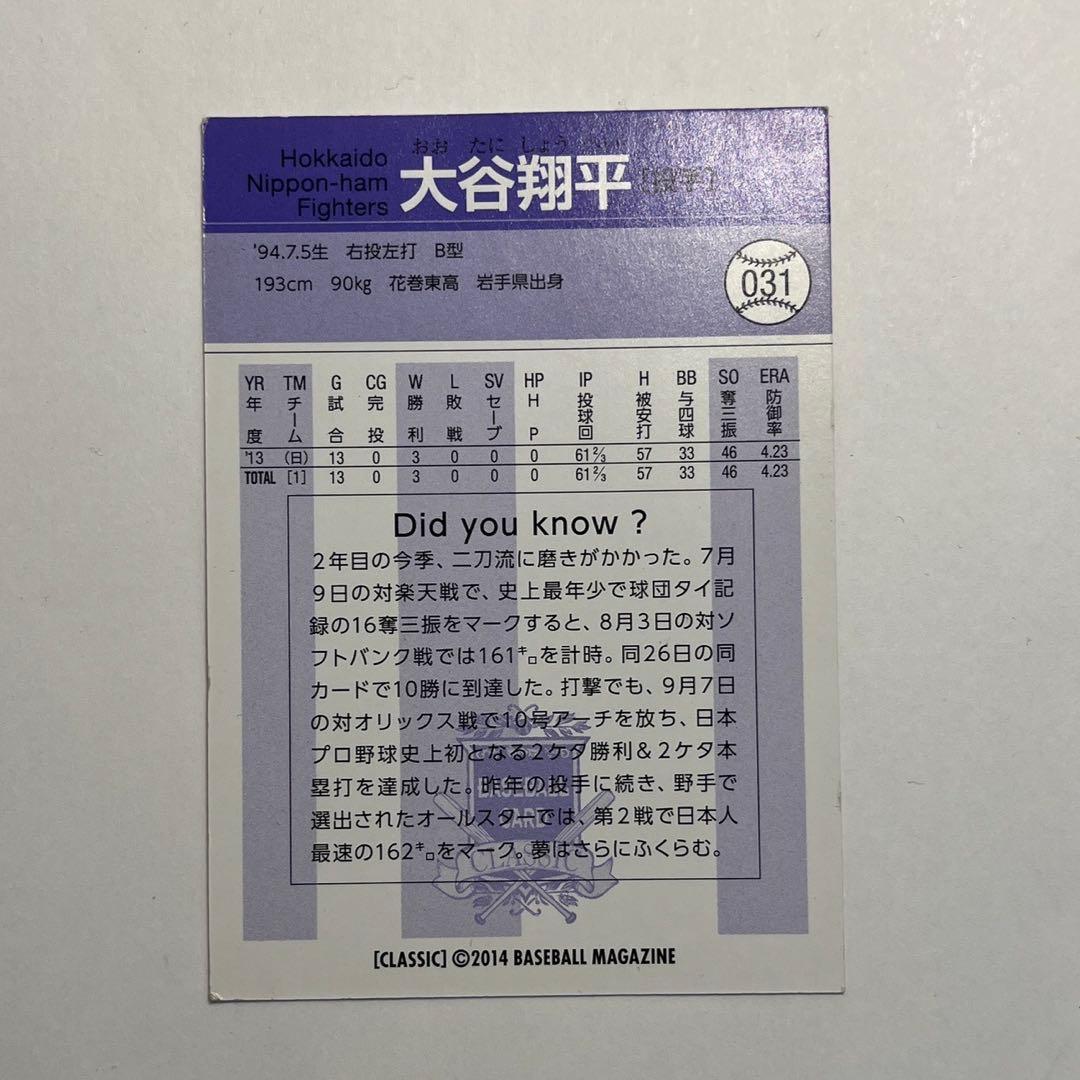 Hokkaido
Nippon-ham
Fighters
おお たに しょう
大谷翔平 [投手]
'94.7.5生 右投左打 B型
193cm 90kg 花巻東高 岩手県出身
031
YR TM G CG W L SV HP IP H BB SO ERA
年度 チーム 試合 完投 勝利 敗戦 セーブ HP 投球回 被安打 与四球 奪三振 防御率
'13 (日) 13 0 3 0 0 0 61⅔ 57 33 46 4.23
TOTAL [1] 13 0 3 0 0 0 61⅔ 57 33 46 4.23
Did you know ?
2年目の今季、二刀流に磨きがかかった。7月
9日の対楽天戦で、史上最年少で球団タイ記
録の16奪三振をマークすると、8月3日の対ソ
フトバンク戦では161㌔を計時。同26日の同
カードで10勝に到達した。打撃でも、9月7日
の対オリックス戦で10号アーチを放ち、日本
プロ野球史上初となる2ケタ勝利＆2ケタ本
塁打を達成した。昨年の投手に続き、野手で
選出されたオールスターでは、第2戦で日本人
最速の162㌔をマーク。夢はさらにふくらむ。
BASEBALL
CARD
CLASSIC
[CLASSIC] ©2014 BASEBALL MAGAZINE